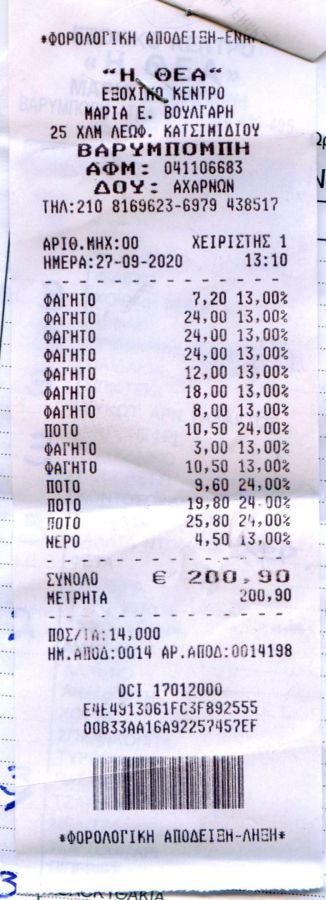 *ΦΟΡΟΛΟΓΙΚΗ ΑΠΟΔΕΙΞΗ-ΕΝΑΡ
"Η ΘΕΑ"
ΕΞΟΧΙΚΟ ΚΕΝΤΡΟ
ΜΑΡΙΑ Ε. ΒΟΥΛΓΑΡΗ
25 ΧΛΜ ΛΕΩΦ. ΚΑΤΣΙΜΙΔΙΟΥ
ΒΑΡΥΜΠΟΜΠΗ
ΑΦΜ: 041106683
ΔΟΥ: ΑΧΑΡΝΩΝ
ΤΗΛ:210 8169623-6979 438517
ΑΡΙΘ.ΜΗΧ:00 ΧΕΙΡΙΣΤΗΣ 1
ΗΜΕΡΑ:27-09-2020 13:10
ΦΑΓΗΤΟ 7,20 13,00%
ΦΑΓΗΤΟ 24,00 13,00%
ΦΑΓΗΤΟ 24,00 13,00%
ΦΑΓΗΤΟ 24,00 13,00%
ΦΑΓΗΤΟ 12,00 13,00%
ΦΑΓΗΤΟ 18,00 13,00%
ΦΑΓΗΤΟ 8,00 13,00%
ΠΟΤΟ 10,50 24,00%
ΦΑΓΗΤΟ 3,00 13,00%
ΦΑΓΗΤΟ 10,50 13,00%
ΠΟΤΟ 9,60 24,00%
ΠΟΤΟ 19,80 24,00%
ΠΟΤΟ 25,80 24,00%
ΝΕΡΟ 4,50 13,00%
ΣΥΝΟΛΟ € 200,90
ΜΕΤΡΗΤΑ 200,90
ΠΟΣ/ΤΑ:14,000
ΗΜ.ΑΠΟΔ:0014 ΑΡ.ΑΠΟΔ:0014198
DCI 17012000
E4E4913061FC3F892555
00B33AA16A92257457EF
*ΦΟΡΟΛΟΓΙΚΗ ΑΠΟΔΕΙΞΗ-ΛΗΞΗ*
3